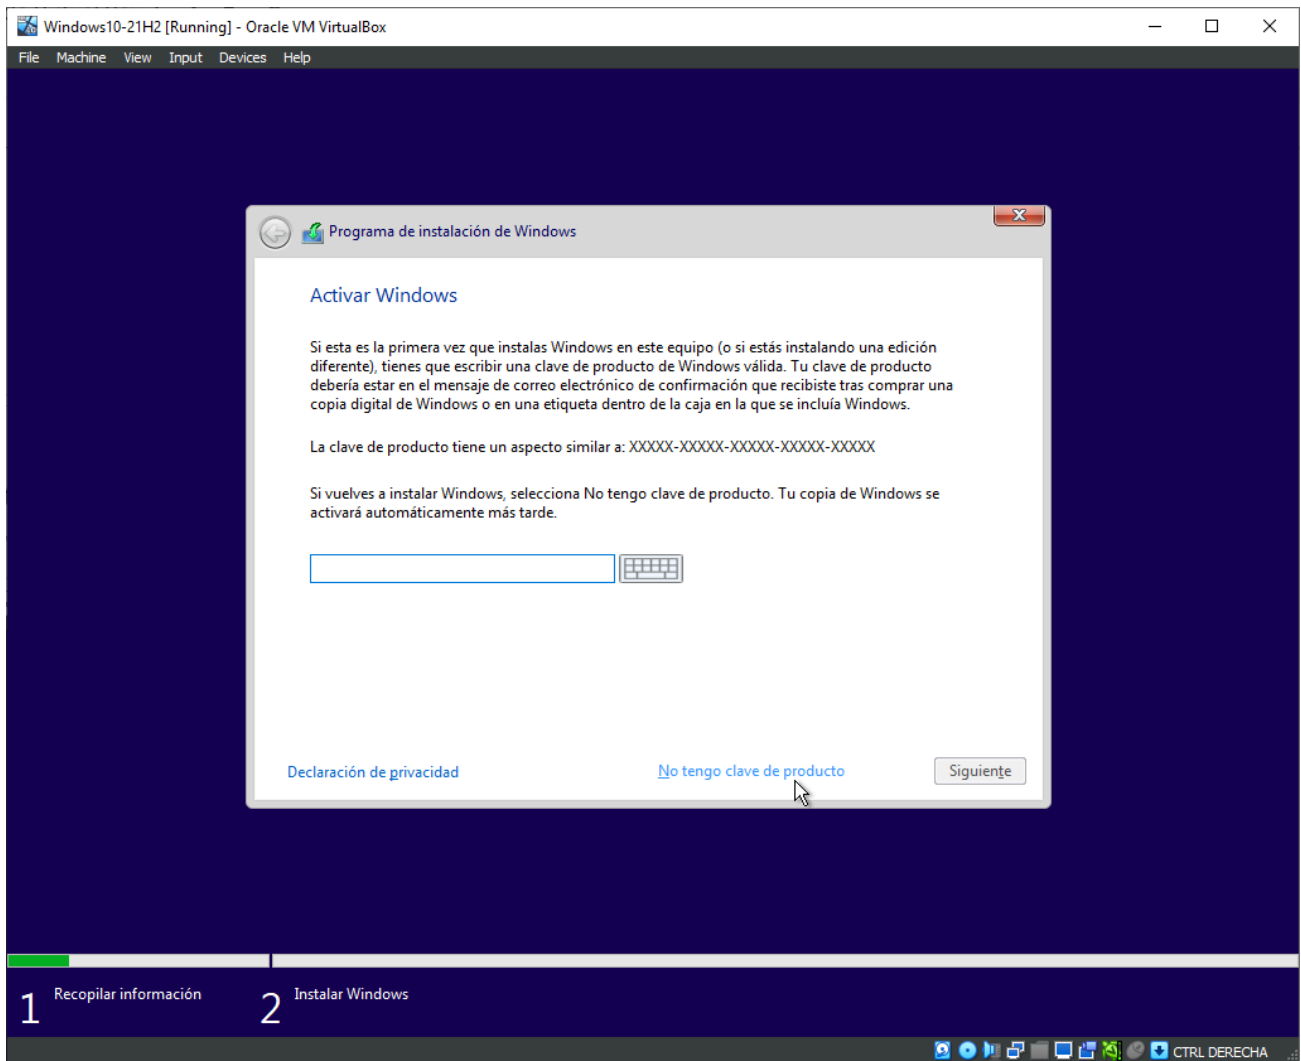 Windows10-21H2 [Running] - Oracle VM VirtualBox
File Machine View Input Devices Help
Programa de instalación de Windows
Activar Windows
Si esta es la primera vez que instalas Windows en este equipo (o si estás instalando una edición
diferente), tienes que escribir una clave de producto de Windows válida. Tu clave de producto
debería estar en el mensaje de correo electrónico de confirmación que recibiste tras comprar una
copia digital de Windows o en una etiqueta dentro de la caja en la que se incluía Windows.
La clave de producto tiene un aspecto similar a: XXXXX-XXXXX-XXXXX-XXXXX-XXXXX
Si vuelves a instalar Windows, selecciona No tengo clave de producto. Tu copia de Windows se
activará automáticamente más tarde.
Declaración de privacidad No tengo clave de producto Siguiente
1 Recopilar información 2 Instalar Windows
CTRL DERECHA